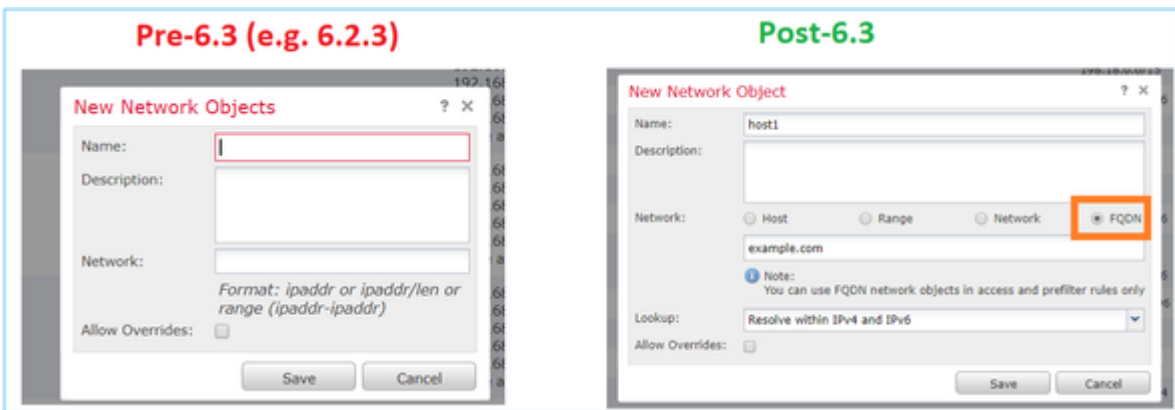 Pre-6.3 (e.g. 6.2.3)
Post-6.3
192.168
New Network Objects ? ×
Name:
Description:
Network:
Format: ipaddr or ipaddr/len or
range (ipaddr-ipaddr)
Allow Overrides:
Save Cancel
New Network Object ? ×
Name: host1
Description:
Network: Host Range Network FQDN
example.com
Note:
You can use FQDN network objects in access and prefilter rules only
Lookup: Resolve within IPv4 and IPv6
Allow Overrides:
Save Cancel